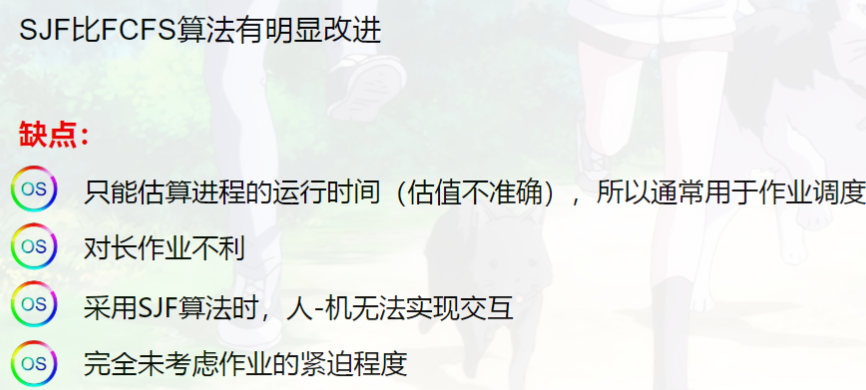 SJF比FCFS算法有明显改进
缺点：
OS 只能估算进程的运行时间（估值不准确），所以通常用于作业调度
OS 对长作业不利
OS 采用SJF算法时，人-机无法实现交互
OS 完全未考虑作业的紧迫程度